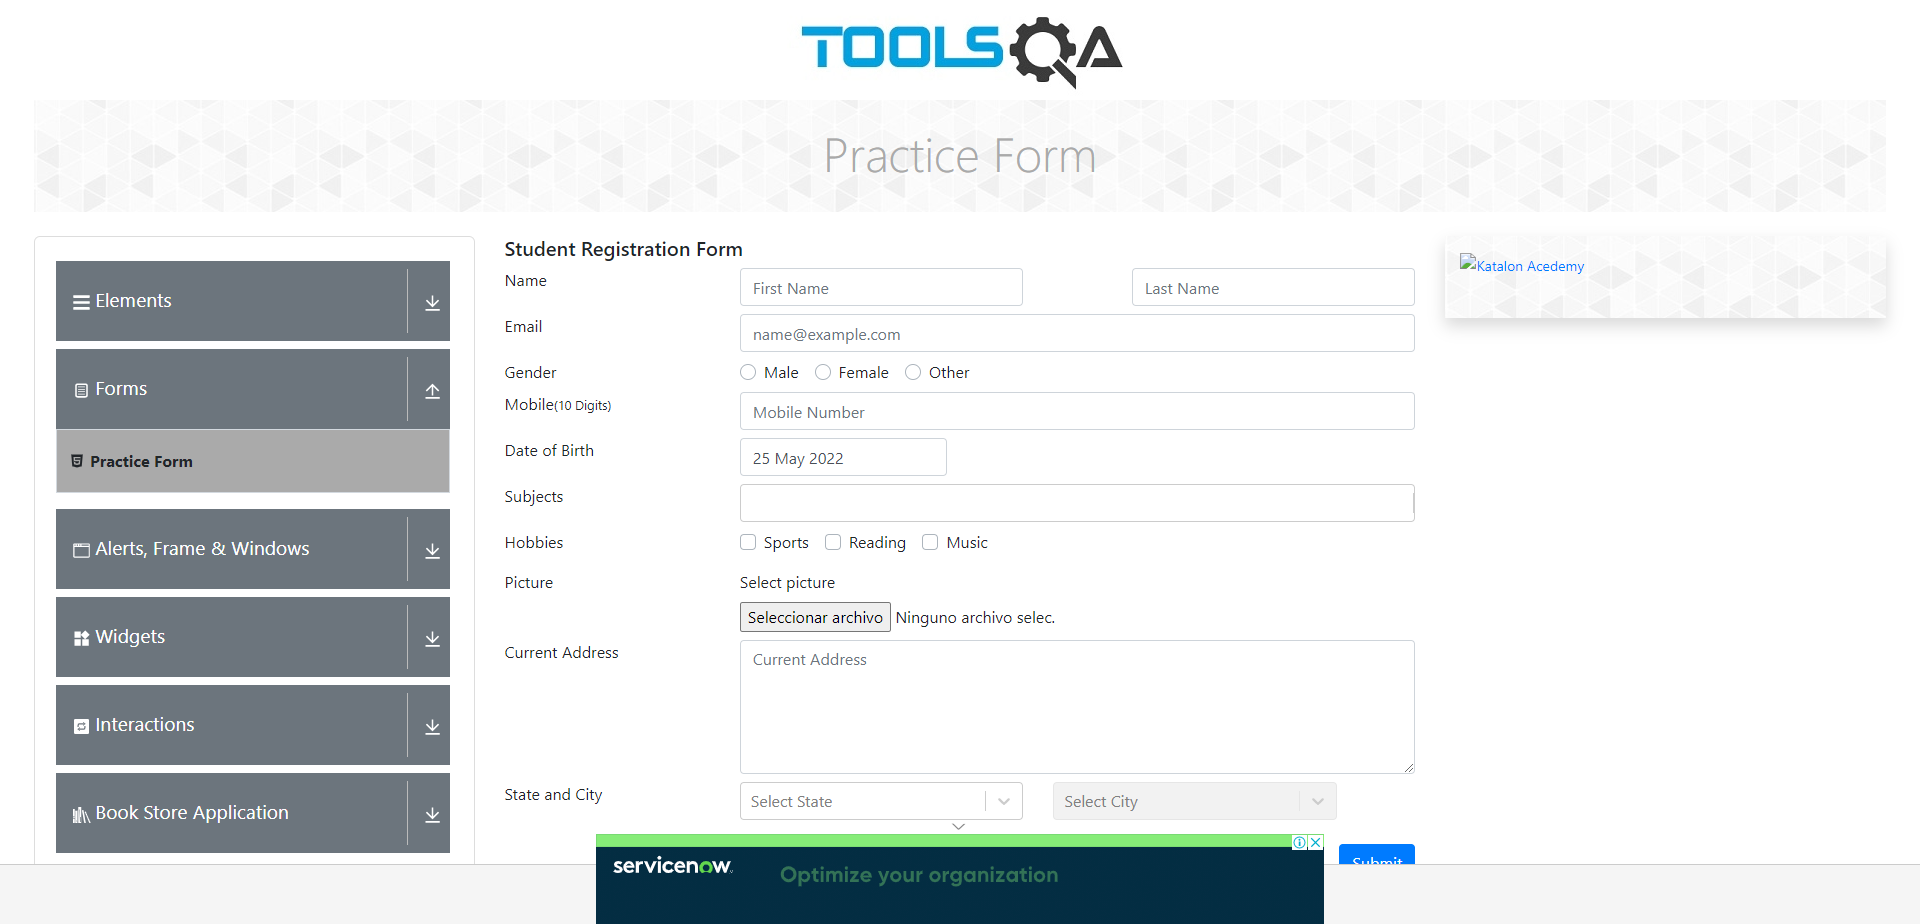 TOOLSQA
Practice Form
Elements
Forms
Practice Form
Alerts, Frame & Windows
Widgets
Interactions
Book Store Application
Student Registration Form
Name
First Name
Last Name
Email
name@example.com
Gender
Male Female Other
Mobile(10 Digits)
Mobile Number
Date of Birth
25 May 2022
Subjects
Hobbies
Sports Reading Music
Picture
Select picture
Seleccionar archivo Ninguno archivo selec.
Current Address
Current Address
State and City
Select State
Select City
Submit
Katalon Acedemy
servicenow
Optimize your organization